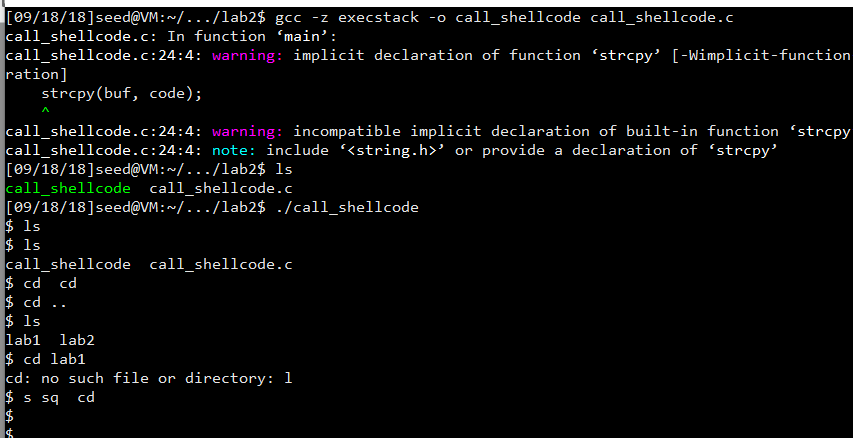 [09/18/18]seed@VM:~/.../lab2$ gcc -z execstack -o call_shellcode call_shellcode.c
call_shellcode.c: In function ‘main’:
call_shellcode.c:24:4: warning: implicit declaration of function ‘strcpy’ [-Wimplicit-function
ration]
    strcpy(buf, code);
    ^
call_shellcode.c:24:4: warning: incompatible implicit declaration of built-in function ‘strcpy
call_shellcode.c:24:4: note: include ‘<string.h>’ or provide a declaration of ‘strcpy’
[09/18/18]seed@VM:~/.../lab2$ ls
call_shellcode  call_shellcode.c
[09/18/18]seed@VM:~/.../lab2$ ./call_shellcode
$ ls
$ ls
call_shellcode  call_shellcode.c
$ cd  cd
$ cd ..
$ ls
lab1  lab2
$ cd lab1
cd: no such file or directory: l
$ s sq  cd
$
$